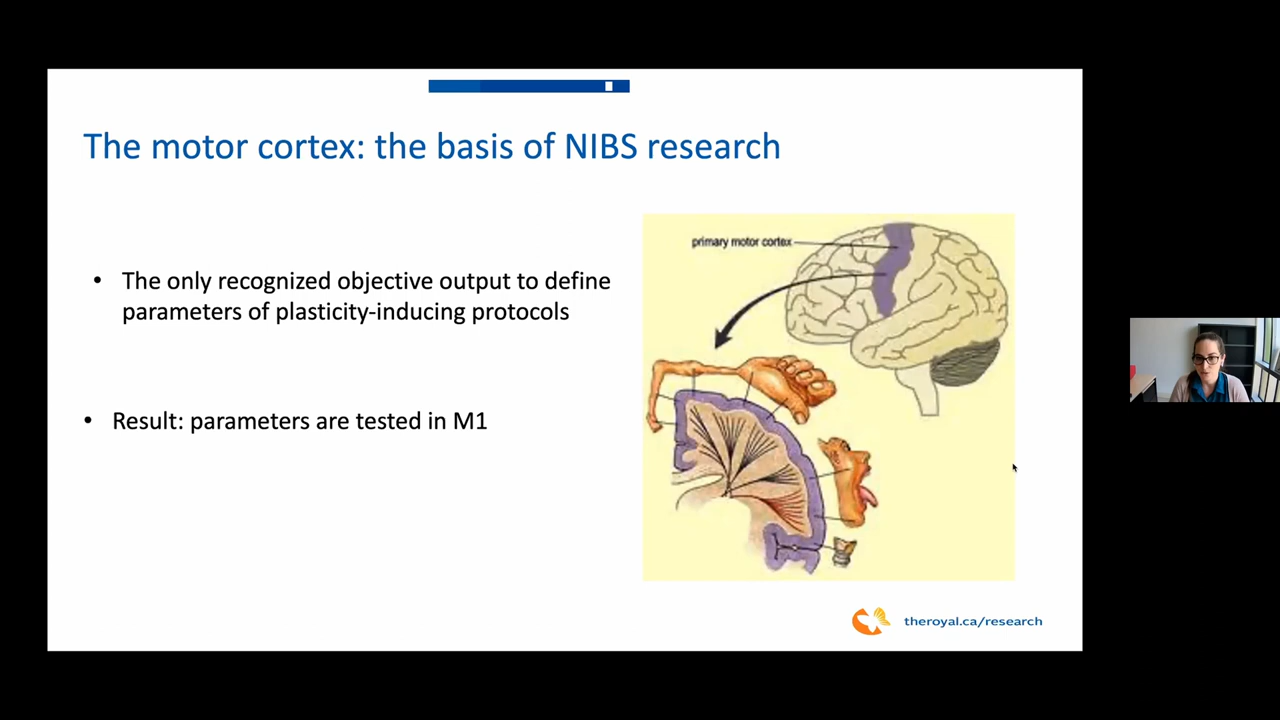 The motor cortex: the basis of NIBS research
• The only recognized objective output to define
parameters of plasticity-inducing protocols
• Result: parameters are tested in M1
primary motor cortex
theroyal.ca/research